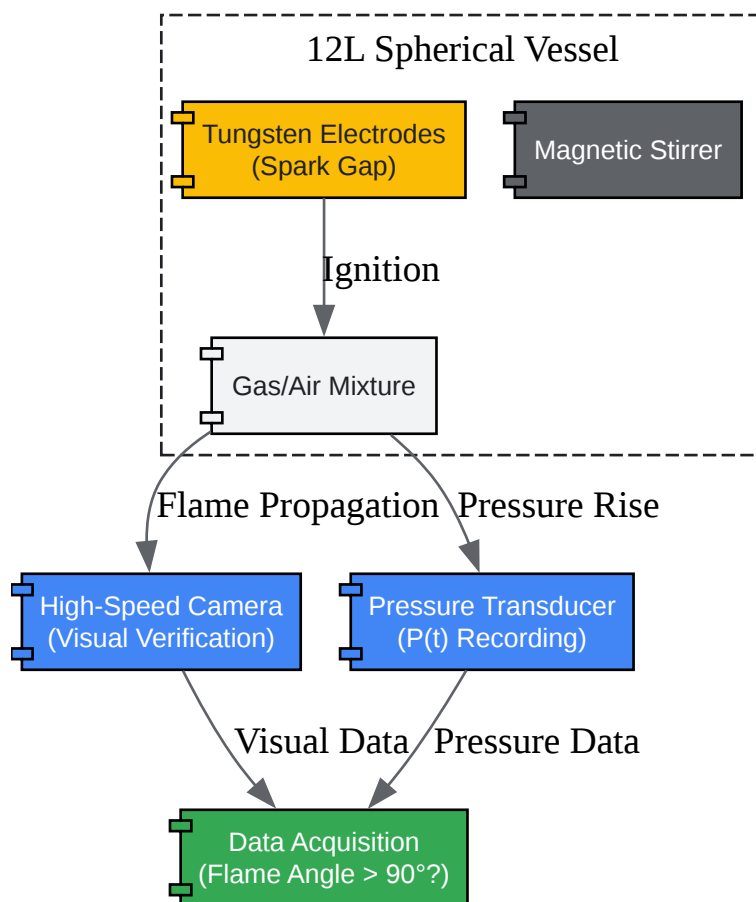 12L Spherical Vessel
Tungsten Electrodes
(Spark Gap)
Magnetic Stirrer
Ignition
Gas/Air Mixture
Flame Propagation
Pressure Rise
High-Speed Camera
(Visual Verification)
Pressure Transducer
(P(t) Recording)
Visual Data
Pressure Data
Data Acquisition
(Flame Angle > 90°?)